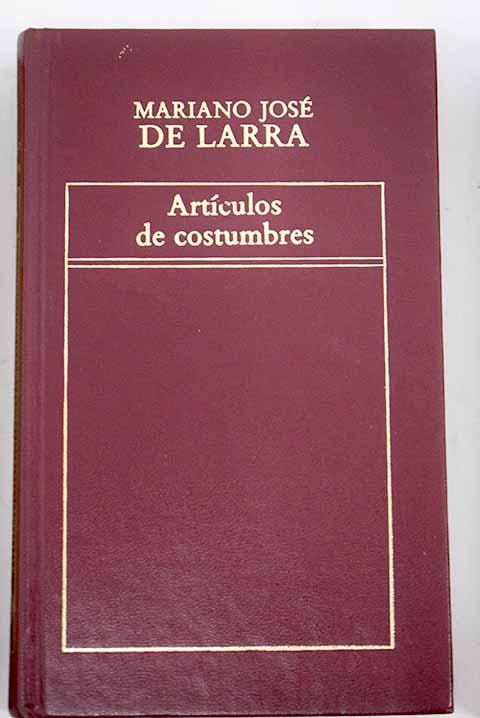 MARIANO JOSÉ
DE LARRA
Artículos
de costumbres